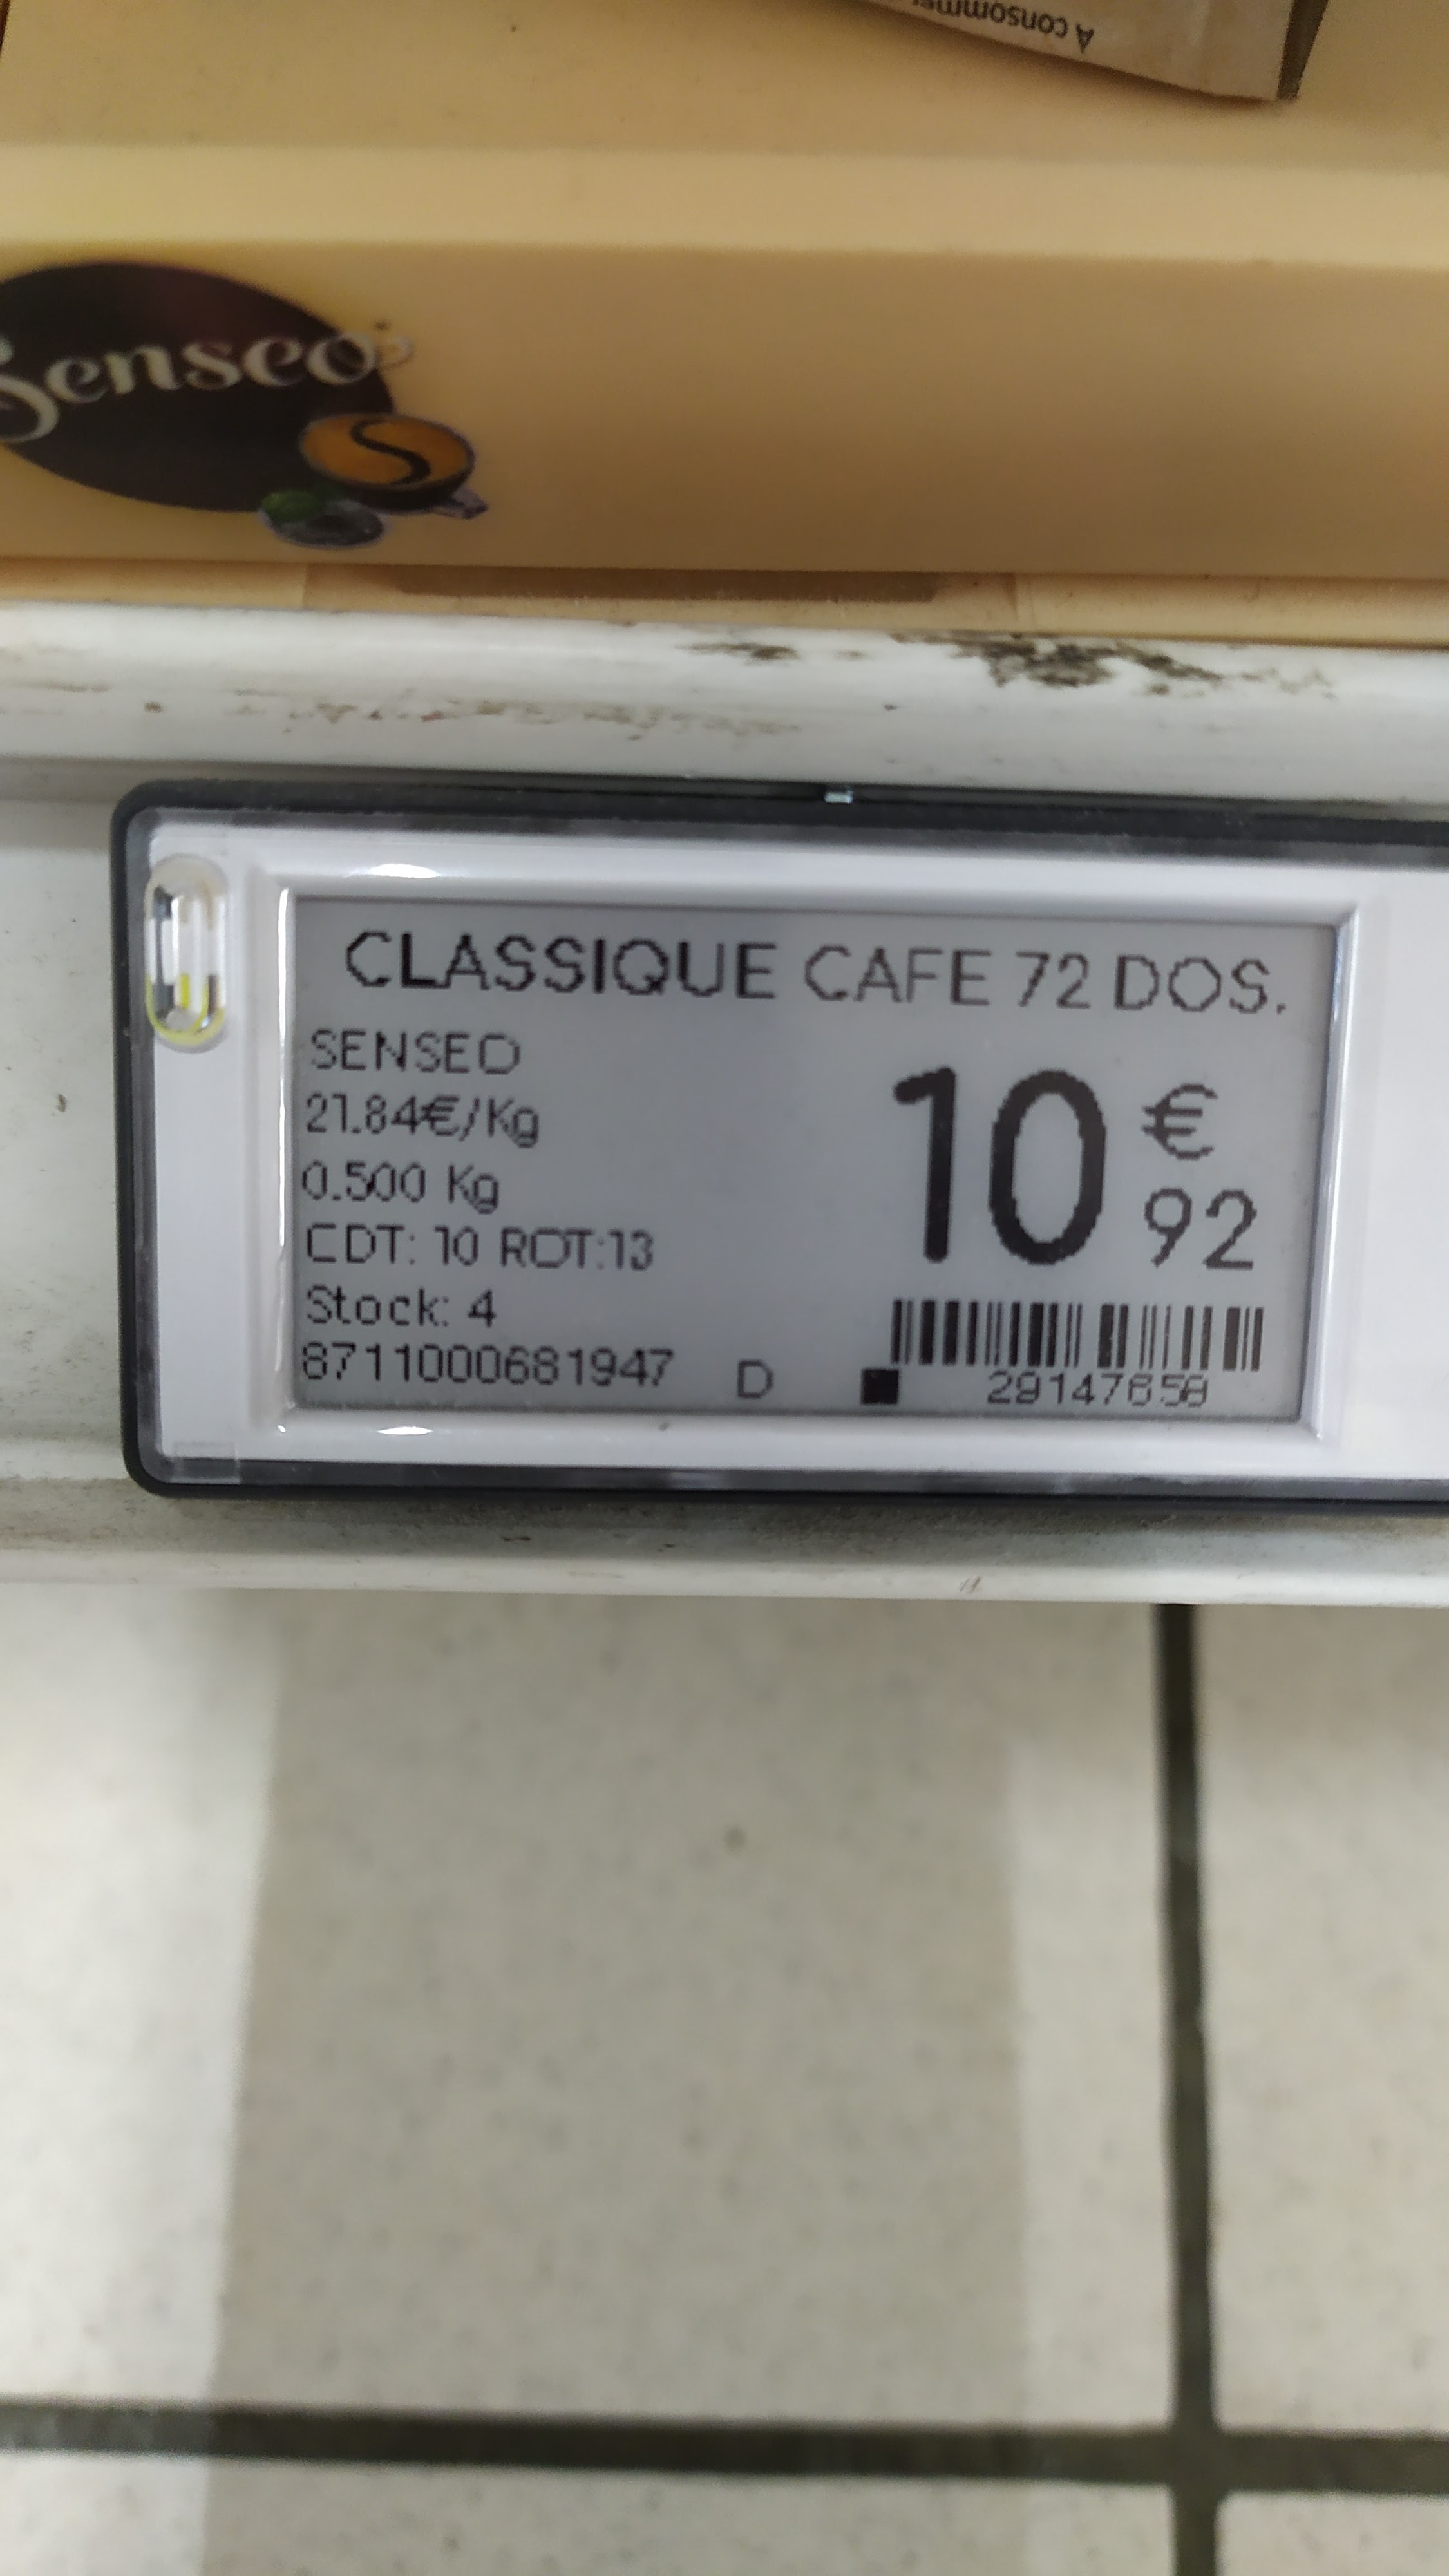 A consomme
Senseo
CLASSIQUE CAFE 72 DOS.
SENSEO
21.84€/Kg
0.500 Kg
CDT: 10 ROT:13
Stock: 4
8711000681947 D
10 € 92